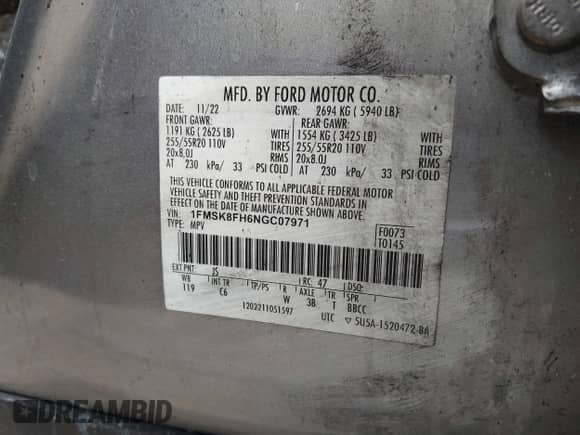 MFD. BY FORD MOTOR CO.
DATE: 11/22 GVWR: 2694 KG ( 5940 LB)
FRONT GAWR: REAR GAWR:
1191 KG ( 2625 LB) WITH 1554 KG ( 3425 LB) WITH
255/55R20 110V TIRES 255/55R20 110V TIRES
20x8.0J RIMS 20x8.0J RIMS
AT 230 kPa/ 33 PSI COLD AT 230 kPa/ 33 PSI COLD
THIS VEHICLE CONFORMS TO ALL APPLICABLE FEDERAL MOTOR
VEHICLE SAFETY AND THEFT PREVENTION STANDARDS IN
EFFECT ON THE DATE OF MANUFACTURE SHOWN ABOVE.
VIN: 1FMSK8FH6NGC07971 F0073
TYPE: MPV T0145
EXT PNT: JS RC: 47 DSO:
WB INT TR TP/PS R AXLE TR SPR
119 C6 W 3B T BBCC
1202211051597 UTC ▽ 5USA-1520472-BA
DREAMBID